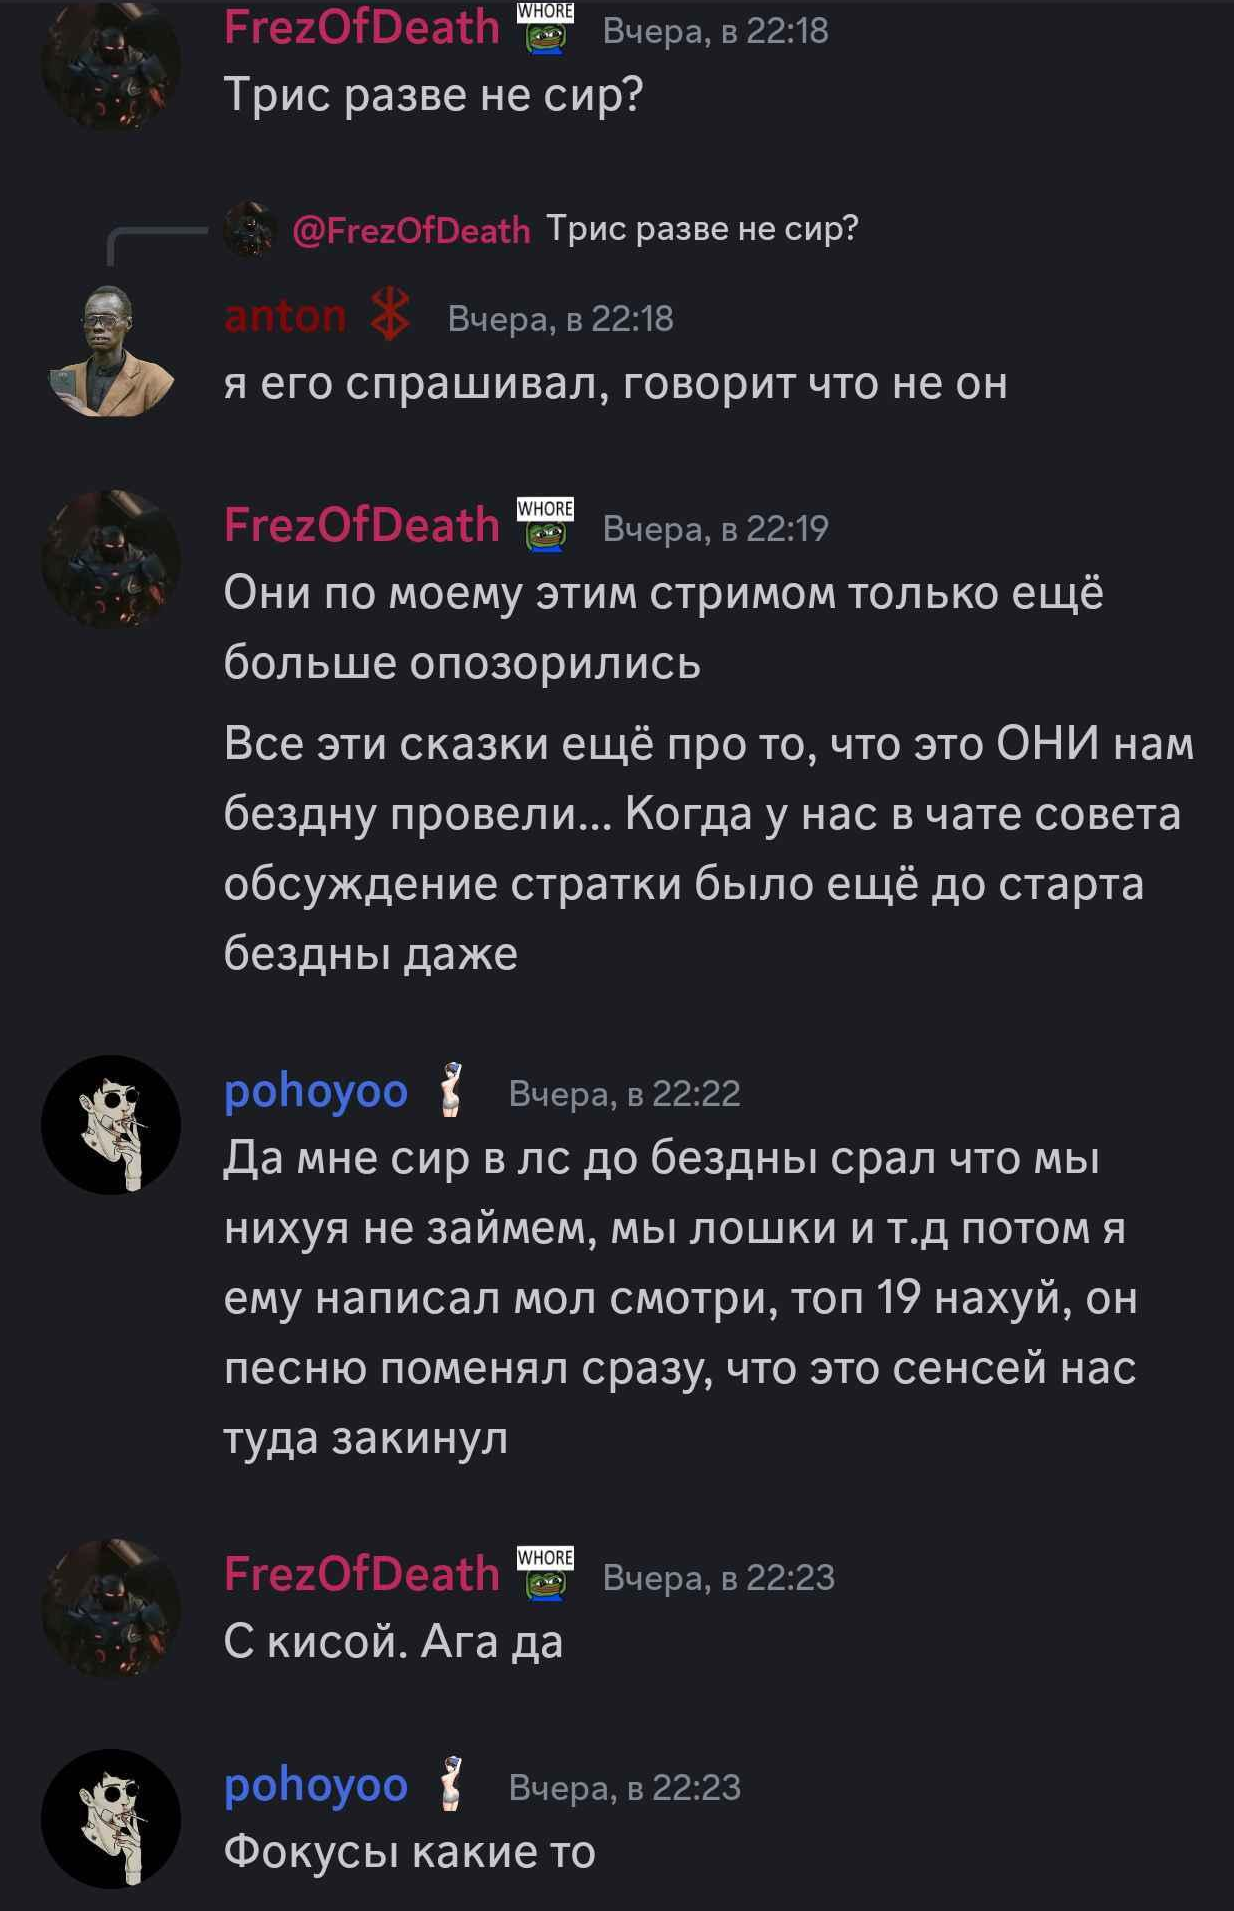 FrezOfDeath WHORE Вчера, в 22:18
Трис разве не сир?
@FrezOfDeath Трис разве не сир?
anton Вчера, в 22:18
я его спрашивал, говорит что не он
FrezOfDeath WHORE Вчера, в 22:19
Они по моему этим стримом только ещё
больше опозорились
Все эти сказки ещё про то, что это ОНИ нам
бездну провели... Когда у нас в чате совета
обсуждение стратки было ещё до старта
бездны даже
pohoyoo Вчера, в 22:22
Да мне сир в лс до бездны срал что мы
нихуя не займем, мы лошки и т.д потом я
ему написал мол смотри, топ 19 нахуй, он
песню поменял сразу, что это сенсей нас
туда закинул
FrezOfDeath WHORE Вчера, в 22:23
С кисой. Ага да
pohoyoo Вчера, в 22:23
Фокусы какие то